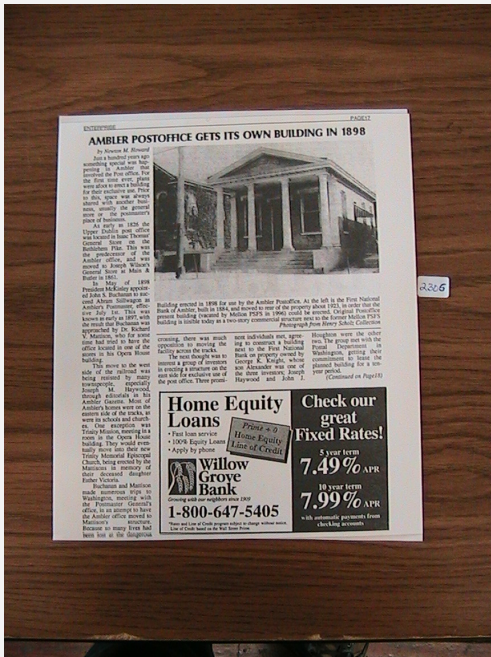 ENTERPRISE
PAGE17
AMBLER POSTOFFICE GETS ITS OWN BUILDING IN 1898
by Newton M. Howard
Just a hundred years ago
something special was hap-
pening in Ambler that
involved the Post office. For
the first time ever, plans
were afoot to erect a building
for their exclusive use. Prior
to this, space was always
shared with another busi-
ness, usually the general
store or the postmaster's
place of business.
As early as 1826 the
Upper Dublin post office
was located in Isaac Thomas'
General Store on the
Bethlehem Pike. This was
the predecessor of the
Ambler office, and was
moved to Joseph Wilson's
General Store at Main &
Butler in 1861.
In May of 1898
President McKinley appoint-
ed John S. Buchanan to suc-
ceed Abram Stillwagon as
Ambler's Postmaster, effec-
tive July 1st. This was
known as early as 1897, with
the result that Buchanan was
approached by Dr. Richard
V. Mattison, who for some
time had tried to have the
office located in one of the
stores in his Opera House
building.
This move to the west
side of the railroad was
being resisted by many
townspeople, especially
Joseph M. Haywood,
through editorials in his
Ambler Gazette. Most of
Ambler's homes were on the
eastern side of the tracks, as
were its schools and church-
es. One exception was
Trinity Mission, meeting in a
room in the Opera House
building. They would even-
tually move into their new
Trinity Memorial Episcopal
Church, being erected by the
Mattisons in memory of
their deceased daughter
Esther Victoria.
Buchanan and Mattison
made numerous trips to
Washington, meeting with
the Postmaster General's
office, in an attempt to have
the Ambler office moved to
Mattison's structure.
Because so many lives had
been lost at the dangerous
Building erected in 1898 for use by the Ambler Postoffice. At the left is the First National
Bank of Ambler, built in 1884, and moved to rear of the property about 1923, in order that the
present building (vacated by Mellon PSFS in 1996) could be erected. Original Postoffice
building is visible today as a two-story commercial structure next to the former Mellon PSFS
Photograph from Henry Scholz Collection
crossing, there was much
opposition to moving the
facility across the tracks.
The next thought was to
interest a group of investors
in erecting a structure on the
east side for exclusive use of
the post office. Three promi-
nent individuals met, agree-
ing to construct a building
next to the First National
Bank on property owned by
George K. Knight, whose
son Alexander was one of
the three investors; Joseph
Haywood and John J.
Houghton were the other
two. The group met with the
Postal Department in
Washington, getting their
commitment to lease the
planned building for a ten-
year period.
(Continued on Page18)
2386
Home Equity
Loans
• Fast loan service
• 100% Equity Loans
• Apply by phone
Prime + 0
Home Equity
Line of Credit
Willow
Grove
Bank
Growing with our neighbors since 1909
1-800-647-5405
Check our
great
Fixed Rates!
5 year term
7.49% APR
10 year term
7.99% APR
with automatic payments from
checking accounts